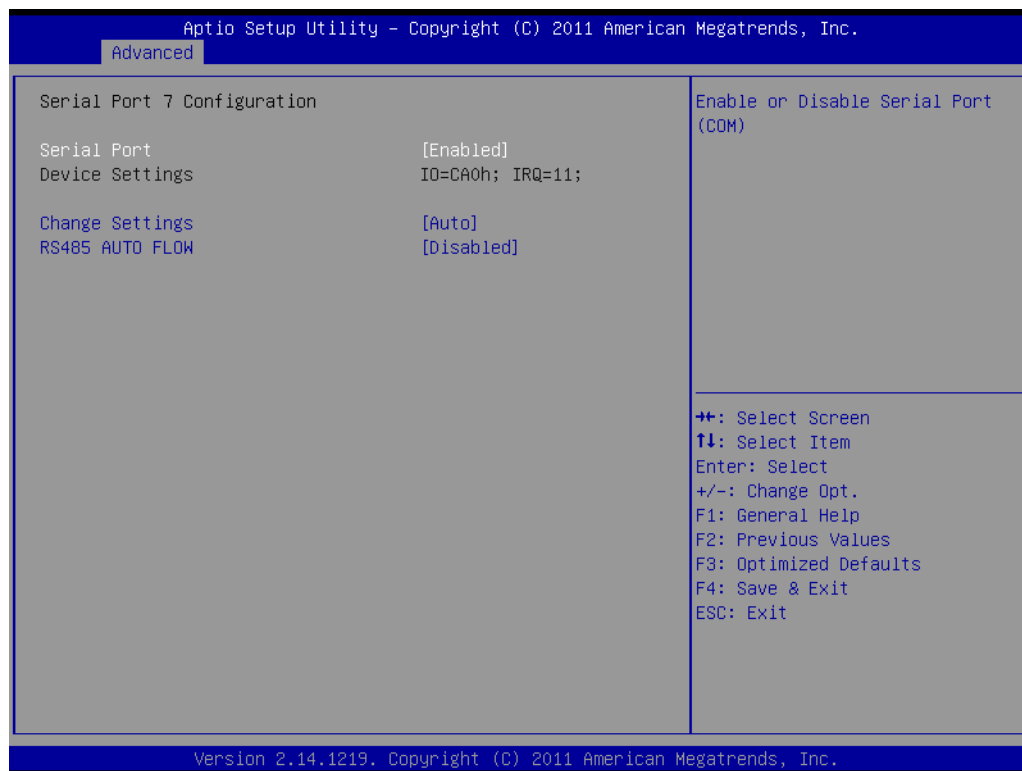 Aptio Setup Utility – Copyright (C) 2011 American Megatrends, Inc.
Advanced
Serial Port 7 Configuration
Serial Port [Enabled]
Device Settings IO=CA0h; IRQ=11;
Change Settings [Auto]
RS485 AUTO FLOW [Disabled]
Enable or Disable Serial Port
(COM)
→←: Select Screen
↑↓: Select Item
Enter: Select
+/-: Change Opt.
F1: General Help
F2: Previous Values
F3: Optimized Defaults
F4: Save & Exit
ESC: Exit
Version 2.14.1219. Copyright (C) 2011 American Megatrends, Inc.